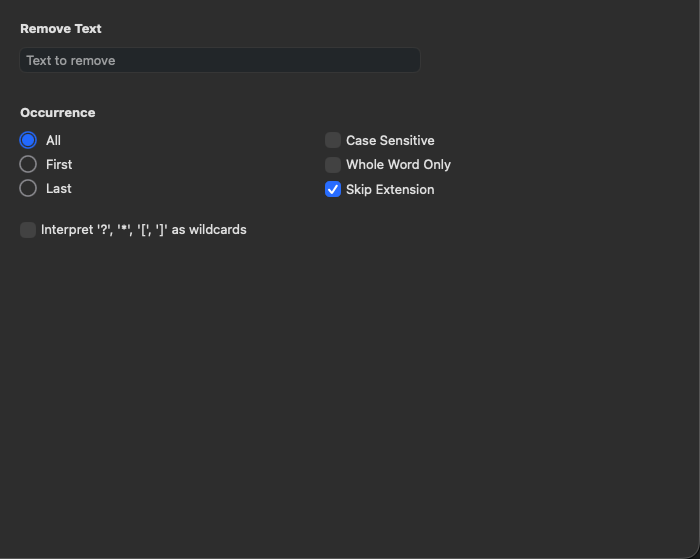 Remove Text
Text to remove
Occurrence
All
First
Last
Case Sensitive
Whole Word Only
Skip Extension
Interpret '?', '*', '[', ']' as wildcards